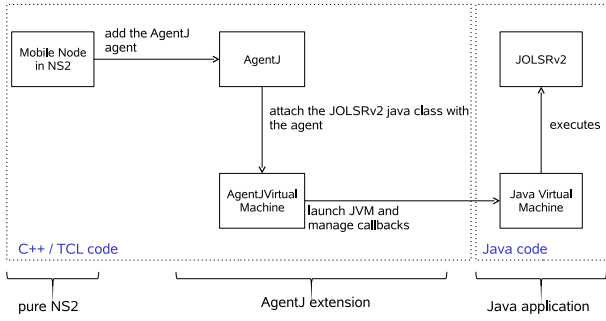 add the AgentJ
agent
Mobile Node
in NS2
AgentJ
JOLSRv2
attach the JOLSRv2 java class with
the agent
executes
AgentJVirtual
Machine
launch JVM and
manage callbacks
Java Virtual
Machine
C++ / TCL code
Java code
pure NS2
AgentJ extension
Java application